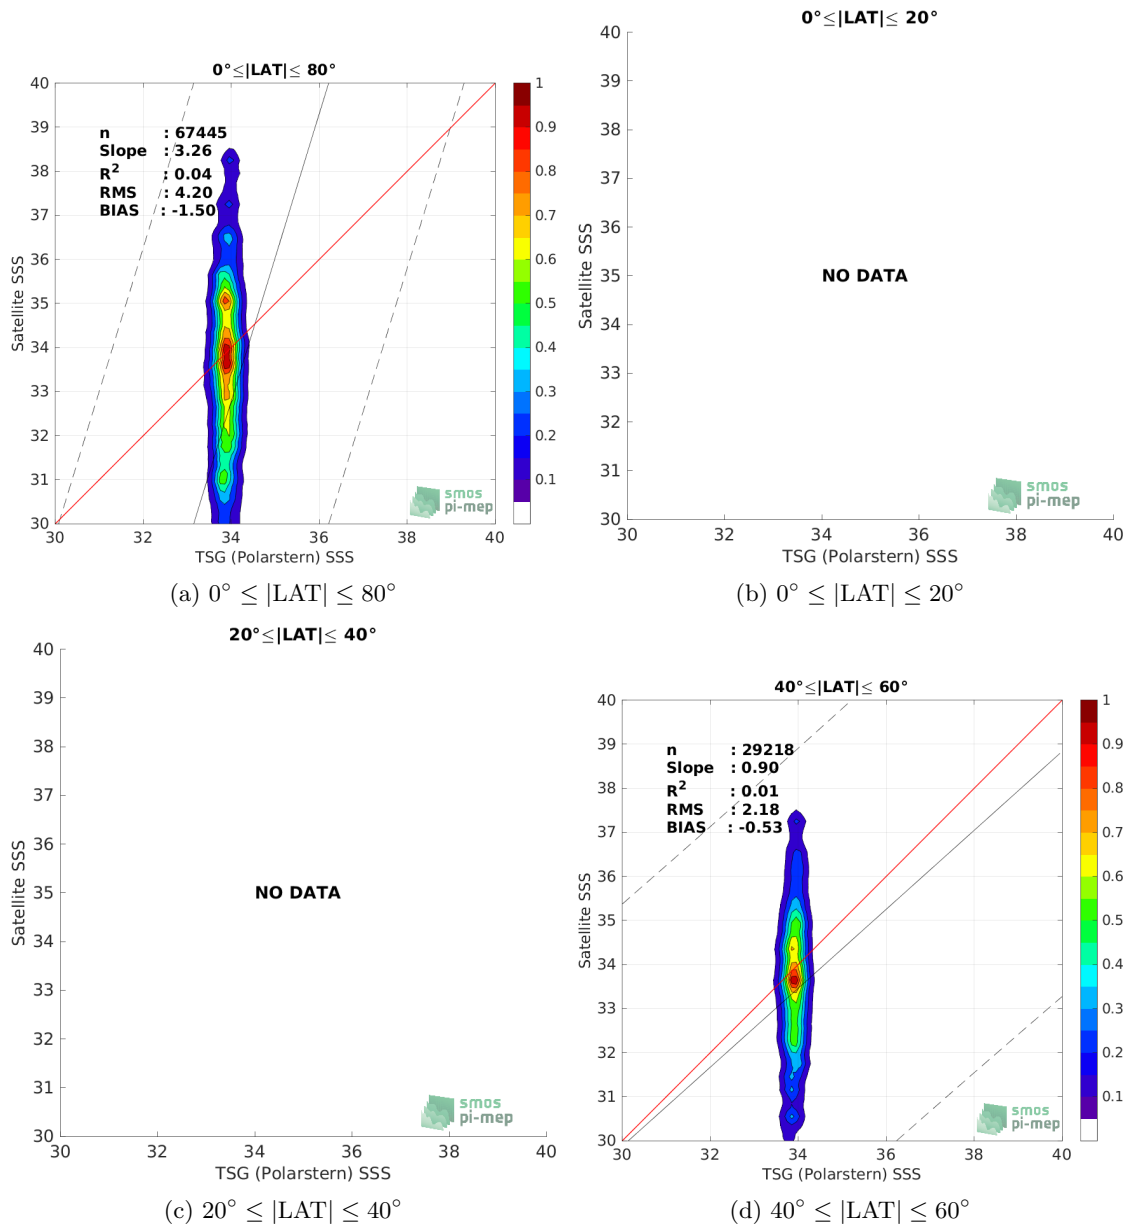 0°≤|LAT|≤ 80°
40
39
38
37
36
35
34
33
32
31
30
Satellite SSS
n : 67445
Slope : 3.26
R2 : 0.04
RMS : 4.20
BIAS : -1.50
smos
pi-mep
30 32 34 36 38 40
TSG (Polarstern) SSS
1
0.9
0.8
0.7
0.6
0.5
0.4
0.3
0.2
0.1
(a) 0° ≤ |LAT| ≤ 80°
0°≤|LAT|≤ 20°
40
39
38
37
36
35
34
33
32
31
30
Satellite SSS
NO DATA
smos
pi-mep
30 32 34 36 38 40
TSG (Polarstern) SSS
(b) 0° ≤ |LAT| ≤ 20°
20°≤|LAT|≤ 40°
40
39
38
37
36
35
34
33
32
31
30
Satellite SSS
NO DATA
smos
pi-mep
30 32 34 36 38 40
TSG (Polarstern) SSS
(c) 20° ≤ |LAT| ≤ 40°
40°≤|LAT|≤ 60°
40
39
38
37
36
35
34
33
32
31
30
Satellite SSS
n : 29218
Slope : 0.90
R2 : 0.01
RMS : 2.18
BIAS : -0.53
smos
pi-mep
30 32 34 36 38 40
TSG (Polarstern) SSS
1
0.9
0.8
0.7
0.6
0.5
0.4
0.3
0.2
0.1
(d) 40° ≤ |LAT| ≤ 60°